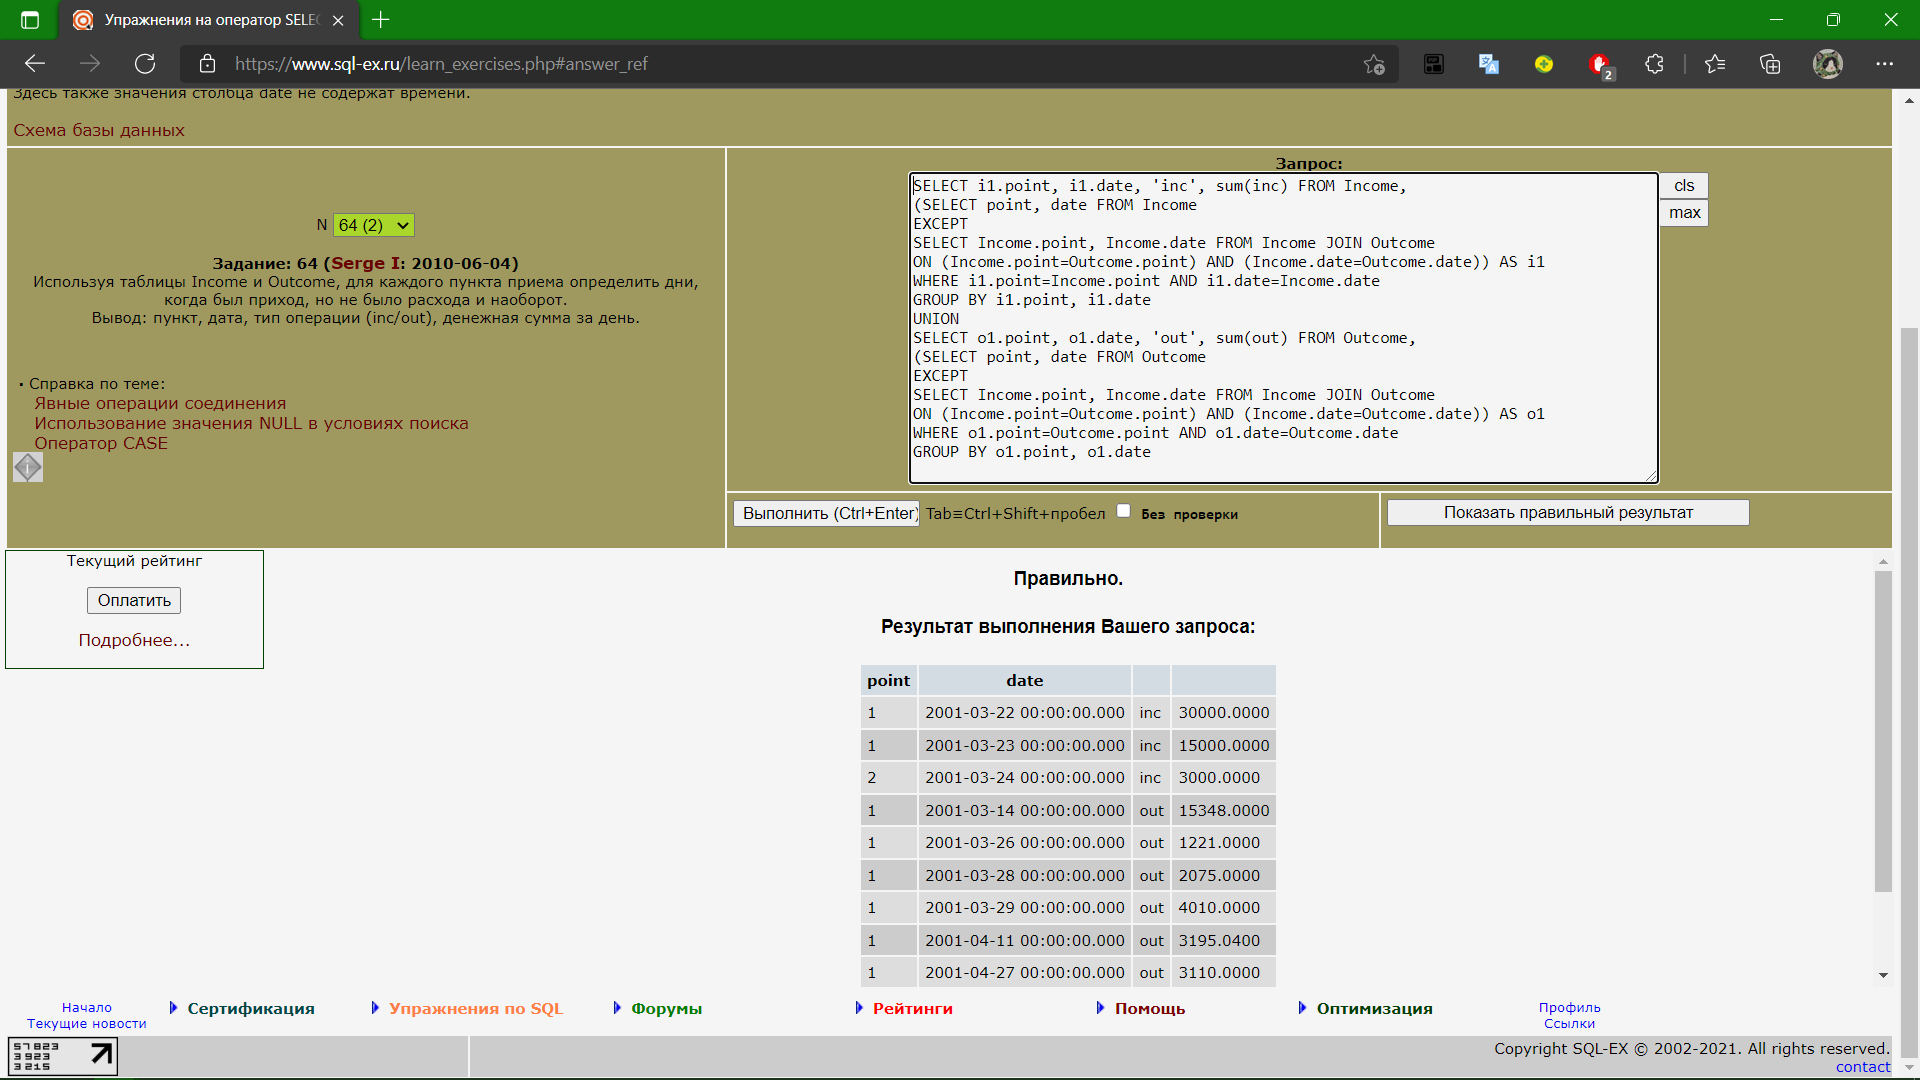 Упражнения на оператор SELEC
https://www.sql-ex.ru/learn_exercises.php#answer_ref
2
Здесь также значения столбца date не содержат времени.
Схема базы данных
N 64 (2)
Задание: 64 (Serge I: 2010-06-04)
Используя таблицы Income и Outcome, для каждого пункта приема определить дни,
когда был приход, но не было расхода и наоборот.
Вывод: пункт, дата, тип операции (inc/out), денежная сумма за день.
• Справка по теме:
Явные операции соединения
Использование значения NULL в условиях поиска
Оператор CASE
Запрос:
SELECT i1.point, i1.date, 'inc', sum(inc) FROM Income,
(SELECT point, date FROM Income
EXCEPT
SELECT Income.point, Income.date FROM Income JOIN Outcome
ON (Income.point=Outcome.point) AND (Income.date=Outcome.date)) AS i1
WHERE i1.point=Income.point AND i1.date=Income.date
GROUP BY i1.point, i1.date
UNION
SELECT o1.point, o1.date, 'out', sum(out) FROM Outcome,
(SELECT point, date FROM Outcome
EXCEPT
SELECT Income.point, Income.date FROM Income JOIN Outcome
ON (Income.point=Outcome.point) AND (Income.date=Outcome.date)) AS o1
WHERE o1.point=Outcome.point AND o1.date=Outcome.date
GROUP BY o1.point, o1.date
cls
max
Выполнить (Ctrl+Enter) Tab≡Ctrl+Shift+пробел Без проверки
Показать правильный результат
Текущий рейтинг
Оплатить
Подробнее...
Правильно.
Результат выполнения Вашего запроса:
point date
1 2001-03-22 00:00:00.000 inc 30000.0000
1 2001-03-23 00:00:00.000 inc 15000.0000
2 2001-03-24 00:00:00.000 inc 3000.0000
1 2001-03-14 00:00:00.000 out 15348.0000
1 2001-03-26 00:00:00.000 out 1221.0000
1 2001-03-28 00:00:00.000 out 2075.0000
1 2001-03-29 00:00:00.000 out 4010.0000
1 2001-04-11 00:00:00.000 out 3195.0400
1 2001-04-27 00:00:00.000 out 3110.0000
Начало
Текущие новости
Сертификация
Упражнения по SQL
Форумы
Рейтинги
Помощь
Оптимизация
Профиль
Ссылки
57823
3923
3215
Copyright SQL-EX © 2002-2021. All rights reserved.
contact